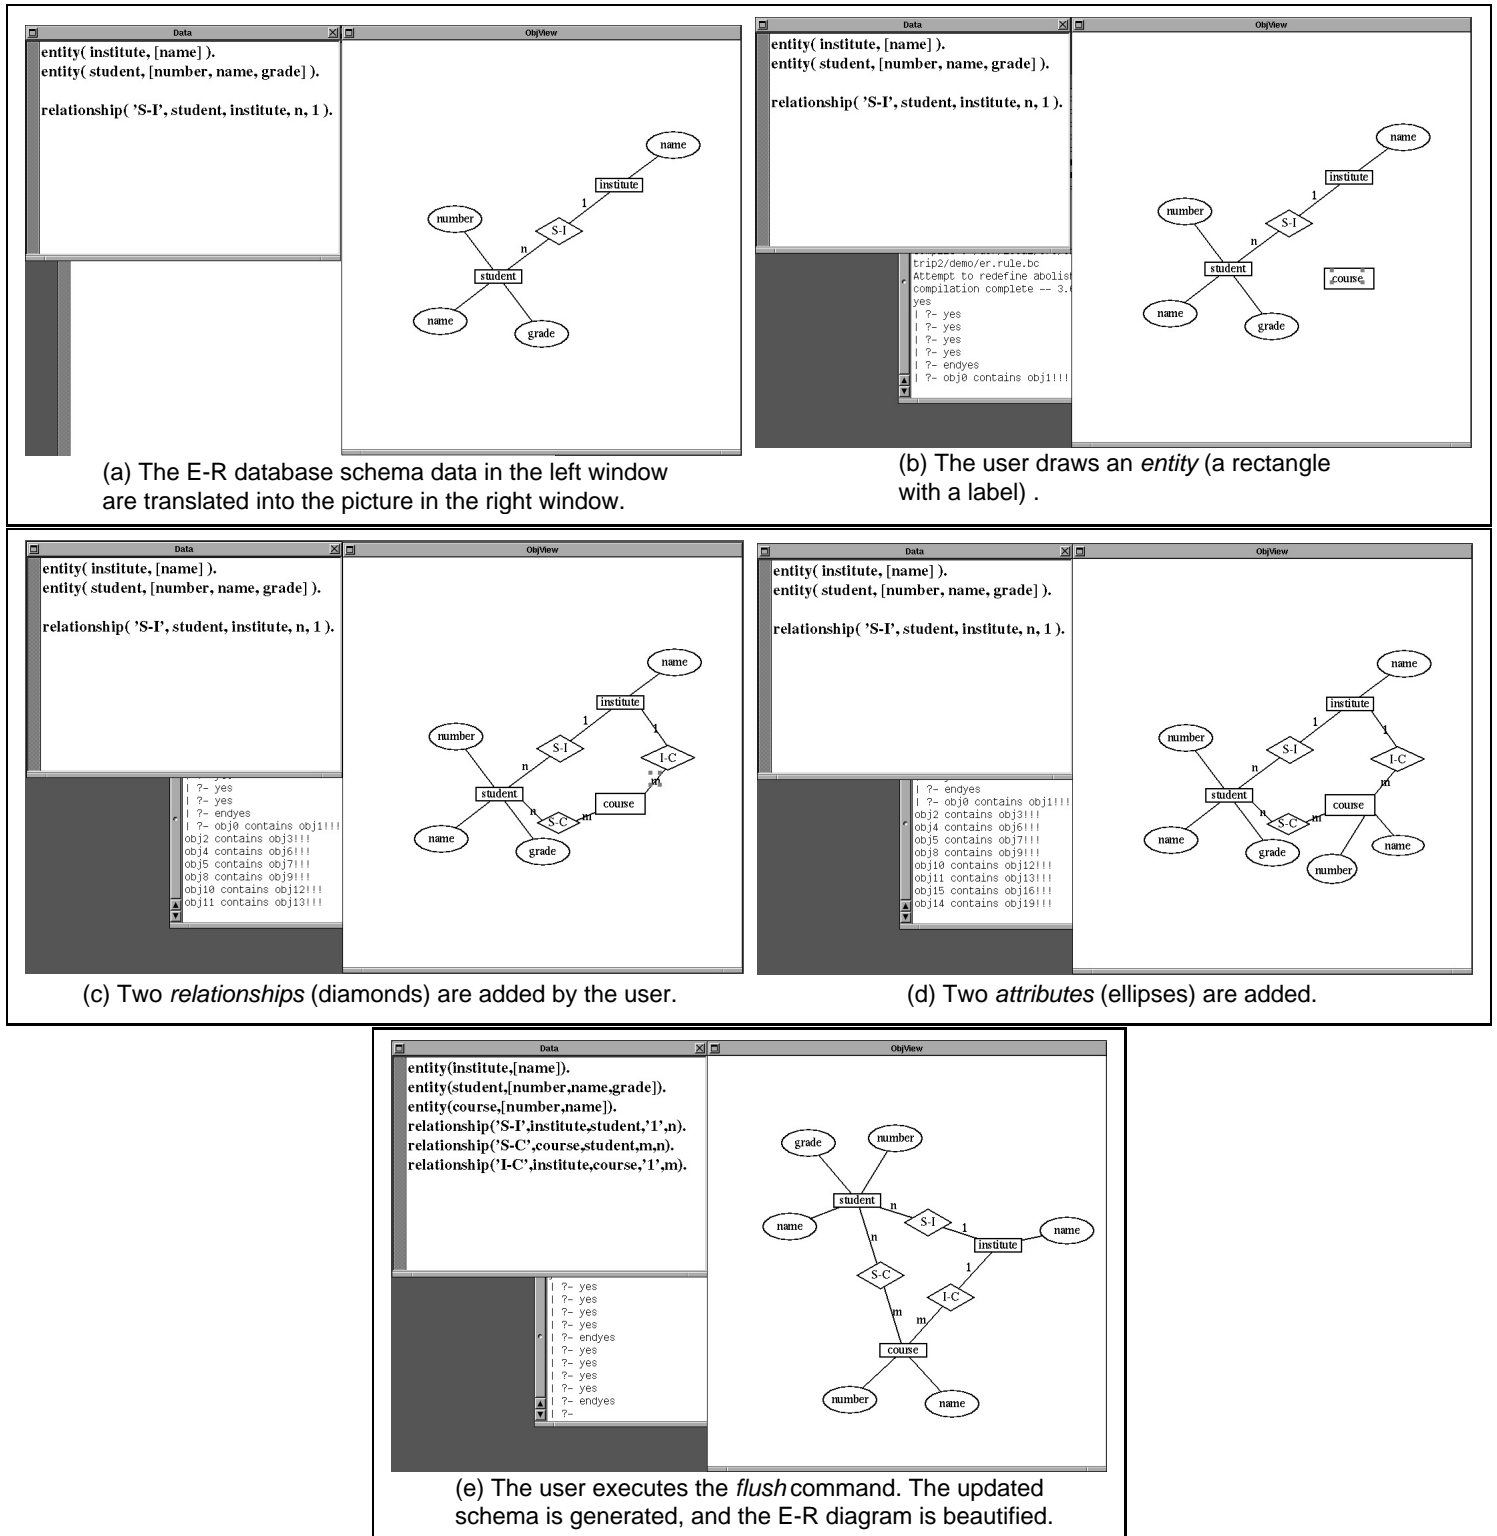 Data
ObjView
entity( institute, [name] ).
entity( student, [number, name, grade] ).
relationship( ’S-I’, student, institute, n, 1 ).
name
institute
1
number
S-I
n
student
name
grade
(a) The E-R database schema data in the left window
are translated into the picture in the right window.
Data
ObjView
entity( institute, [name] ).
entity( student, [number, name, grade] ).
relationship( ’S-I’, student, institute, n, 1 ).
trip2/demo/er.rule.bc
Attempt to redefine abolis
compilation complete -- 3.
yes
| ?- yes
| ?- yes
| ?- yes
| ?- yes
| ?- endyes
| ?- obj0 contains obj1!!!
name
institute
1
number
S-I
n
student
course
name
grade
(b) The user draws an entity (a rectangle
with a label) .
Data
ObjView
entity( institute, [name] ).
entity( student, [number, name, grade] ).
relationship( ’S-I’, student, institute, n, 1 ).
| ?- yes
| ?- yes
| ?- endyes
| ?- obj0 contains obj1!!!
obj2 contains obj3!!!
obj4 contains obj6!!!
obj5 contains obj7!!!
obj8 contains obj9!!!
obj10 contains obj12!!!
obj11 contains obj13!!!
name
institute
1
1
number
S-I
I-C
n
m
student
course
n
S-C
m
name
grade
(c) Two relationships (diamonds) are added by the user.
Data
ObjView
entity( institute, [name] ).
entity( student, [number, name, grade] ).
relationship( ’S-I’, student, institute, n, 1 ).
| ?- endyes
| ?- obj0 contains obj1!!!
obj2 contains obj3!!!
obj4 contains obj6!!!
obj5 contains obj7!!!
obj8 contains obj9!!!
obj10 contains obj12!!!
obj11 contains obj13!!!
obj15 contains obj16!!!
obj14 contains obj19!!!
name
institute
1
1
number
S-I
I-C
n
m
student
course
n
S-C
m
name
grade
number
name
(d) Two attributes (ellipses) are added.
Data
ObjView
entity(institute,[name]).
entity(student,[number,name,grade]).
entity(course,[number,name]).
relationship(’S-I’,institute,student,’1’,n).
relationship(’S-C’,course,student,m,n).
relationship(’I-C’,institute,course,’1’,m).
| ?- yes
| ?- yes
| ?- yes
| ?- yes
| ?- endyes
| ?- yes
| ?- yes
| ?- yes
| ?- yes
| ?- endyes
| ?-
grade
number
student
n
name
S-I
1
name
n
institute
S-C
1
I-C
m
m
course
number
name
(e) The user executes the flush command. The updated
schema is generated, and the E-R diagram is beautified.